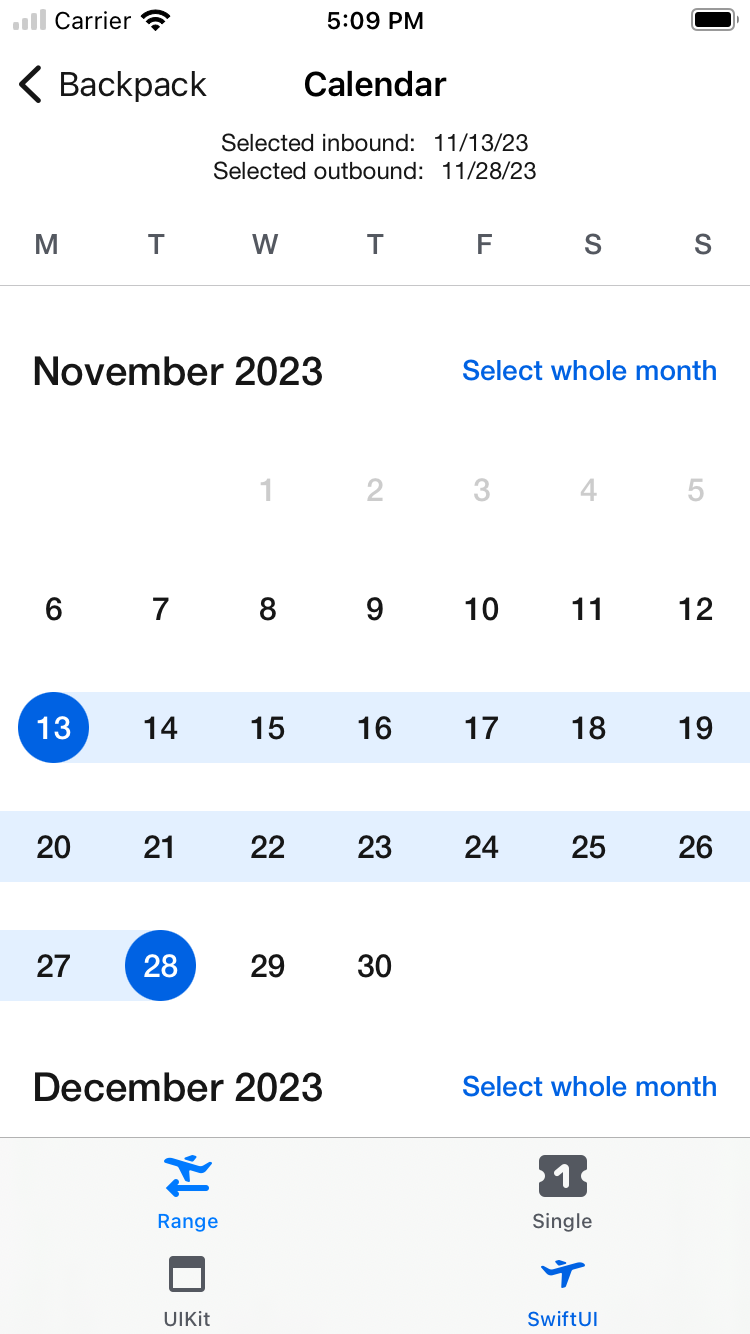 Carrier 5:09 PM
Backpack Calendar
Selected inbound: 11/13/23
Selected outbound: 11/28/23
M T W T F S S
November 2023 Select whole month
1 2 3 4 5
6 7 8 9 10 11 12
13 14 15 16 17 18 19
20 21 22 23 24 25 26
27 28 29 30
December 2023 Select whole month
1
Range Single
UIKit SwiftUI